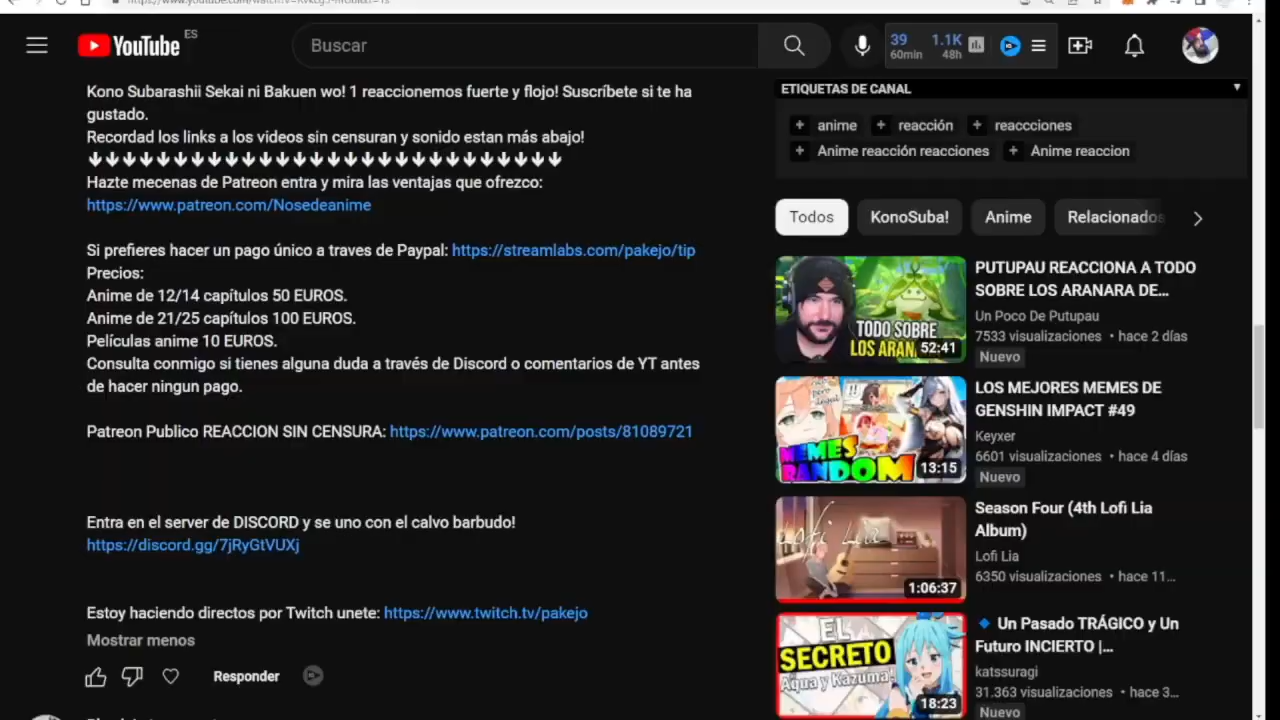 YouTube
ES
Buscar
39
60min
1.1K
48h
Kono Subarashii Sekai ni Bakuen wo! 1 reaccionemos fuerte y flojo! Suscríbete si te ha
gustado.
Recordad los links a los videos sin censuran y sonido estan más abajo!
Hazte mecenas de Patreon entra y mira las ventajas que ofrezco:
https://www.patreon.com/Nosedeanime
Si prefieres hacer un pago único a traves de Paypal: https://streamlabs.com/pakejo/tip
Precios:
Anime de 12/14 capítulos 50 EUROS.
Anime de 21/25 capítulos 100 EUROS.
Películas anime 10 EUROS.
Consulta conmigo si tienes alguna duda a través de Discord o comentarios de YT antes
de hacer ningun pago.
Patreon Publico REACCION SIN CENSURA: https://www.patreon.com/posts/81089721
Entra en el server de DISCORD y se uno con el calvo barbudo!
https://discord.gg/7jRyGtVUXj
Estoy haciendo directos por Twitch unete: https://www.twitch.tv/pakejo
Mostrar menos
Responder
ETIQUETAS DE CANAL
+ anime + reacción + reaccciones
+ Anime reacción reacciones + Anime reaccion
Todos KonoSuba! Anime Relacionados
TODO SOBRE
LOS ARAN
52:41
PUTUPAU REACCIONA A TODO
SOBRE LOS ARANARA DE...
Un Poco De Putupau
7533 visualizaciones • hace 2 días
Nuevo
MEMES
RANDOM
13:15
LOS MEJORES MEMES DE
GENSHIN IMPACT #49
Keyxer
6601 visualizaciones • hace 4 días
Nuevo
Lofi Lia
1:06:37
Season Four (4th Lofi Lia
Album)
Lofi Lia
6350 visualizaciones • hace 11...
EL
SECRETO
Aqua y Kazuma!
18:23
Un Pasado TRÁGICO y Un
Futuro INCIERTO |...
katssuragi
31.363 visualizaciones • hace 3...
Nuevo